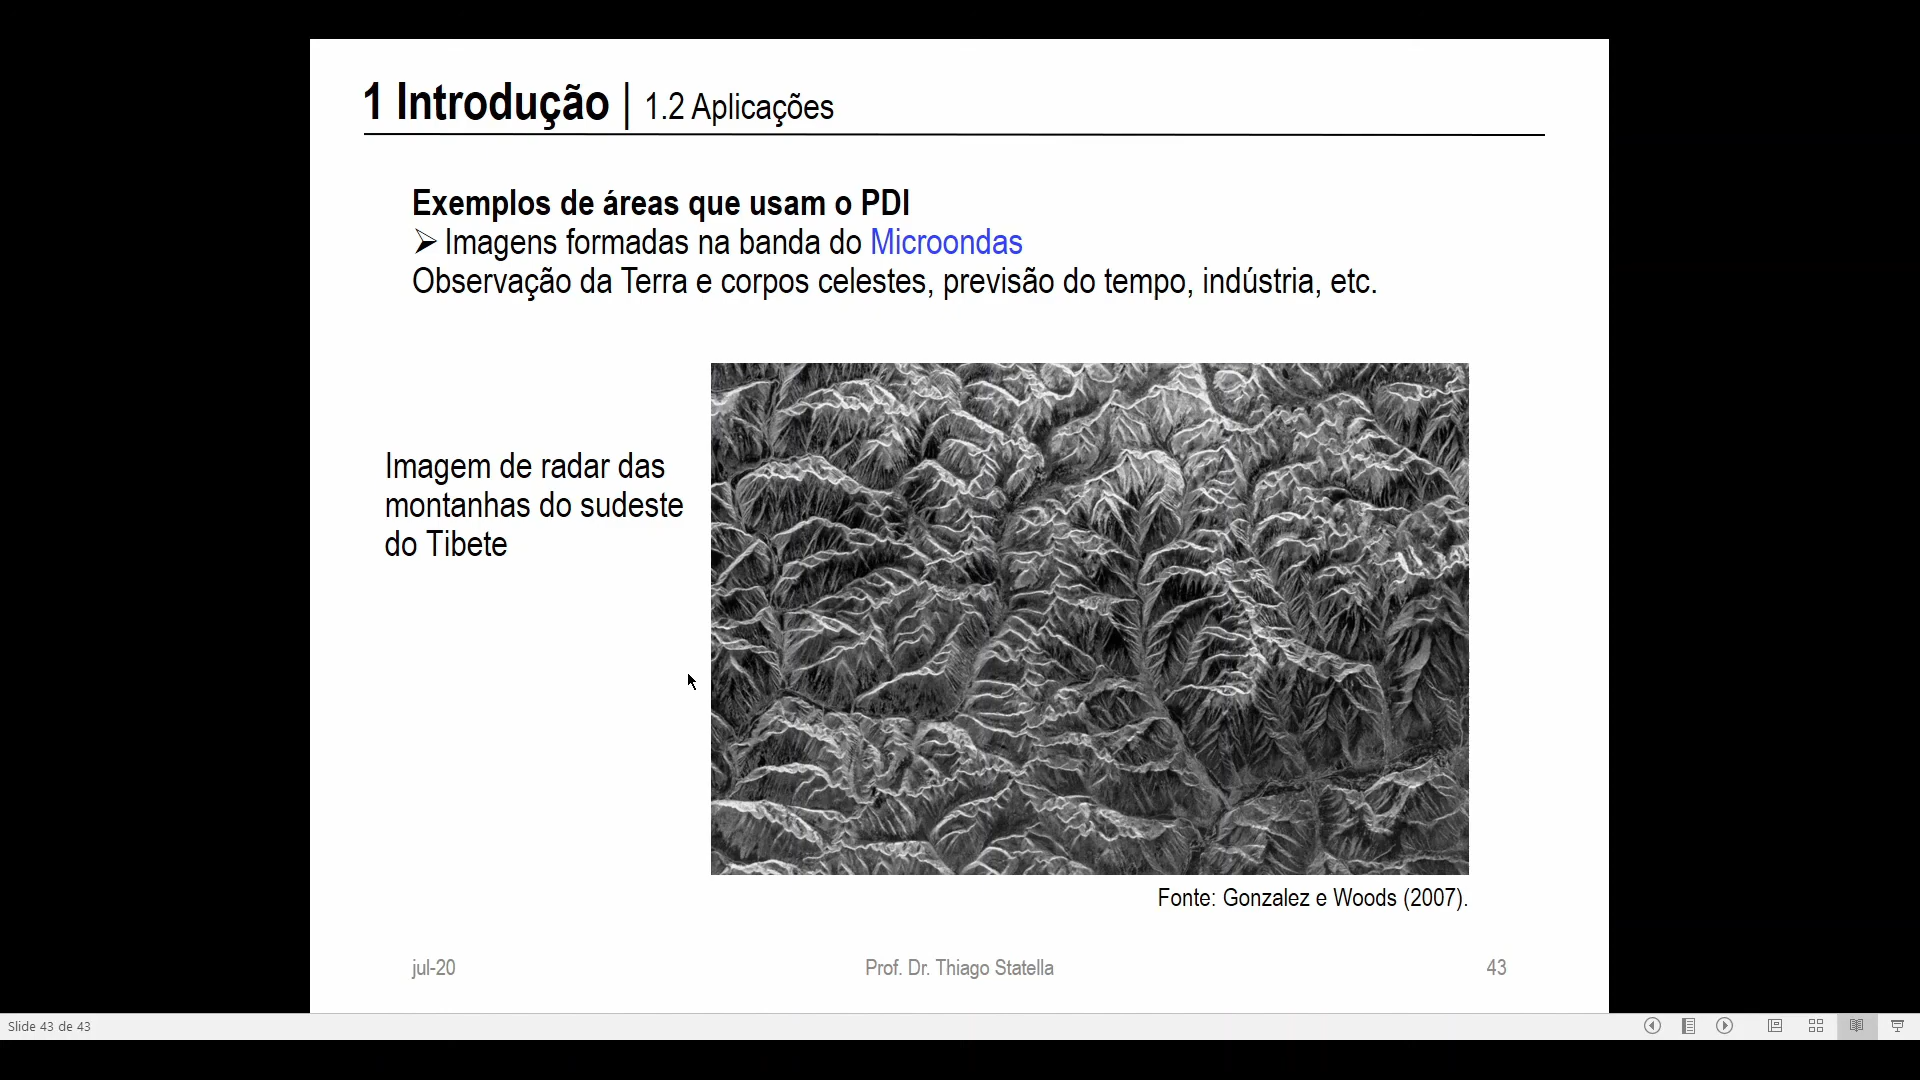 1 Introdução | 1.2 Aplicações
Exemplos de áreas que usam o PDI
➢ Imagens formadas na banda do Microondas
Observação da Terra e corpos celestes, previsão do tempo, indústria, etc.
Imagem de radar das
montanhas do sudeste
do Tibete
Fonte: Gonzalez e Woods (2007).
jul-20
Prof. Dr. Thiago Statella
43
Slide 43 de 43